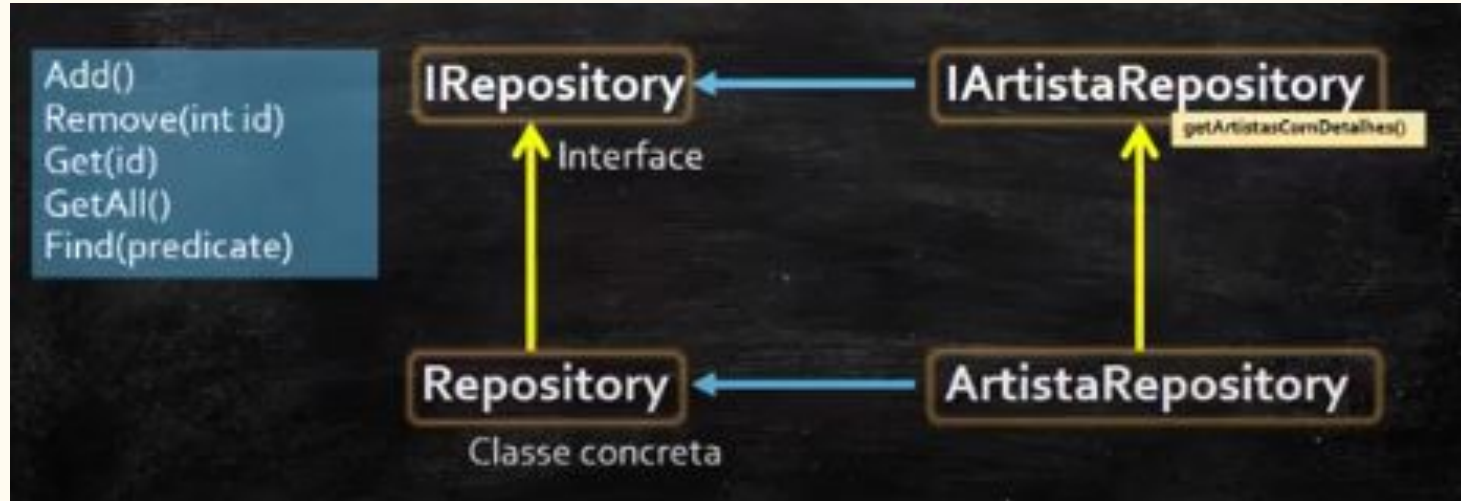 Add()
Remove(int id)
Get(id)
GetAll()
Find(predicate)
IRepository
IArtistaRepository
getArtistasComDetalhes()
Interface
Repository
ArtistaRepository
Classe concreta